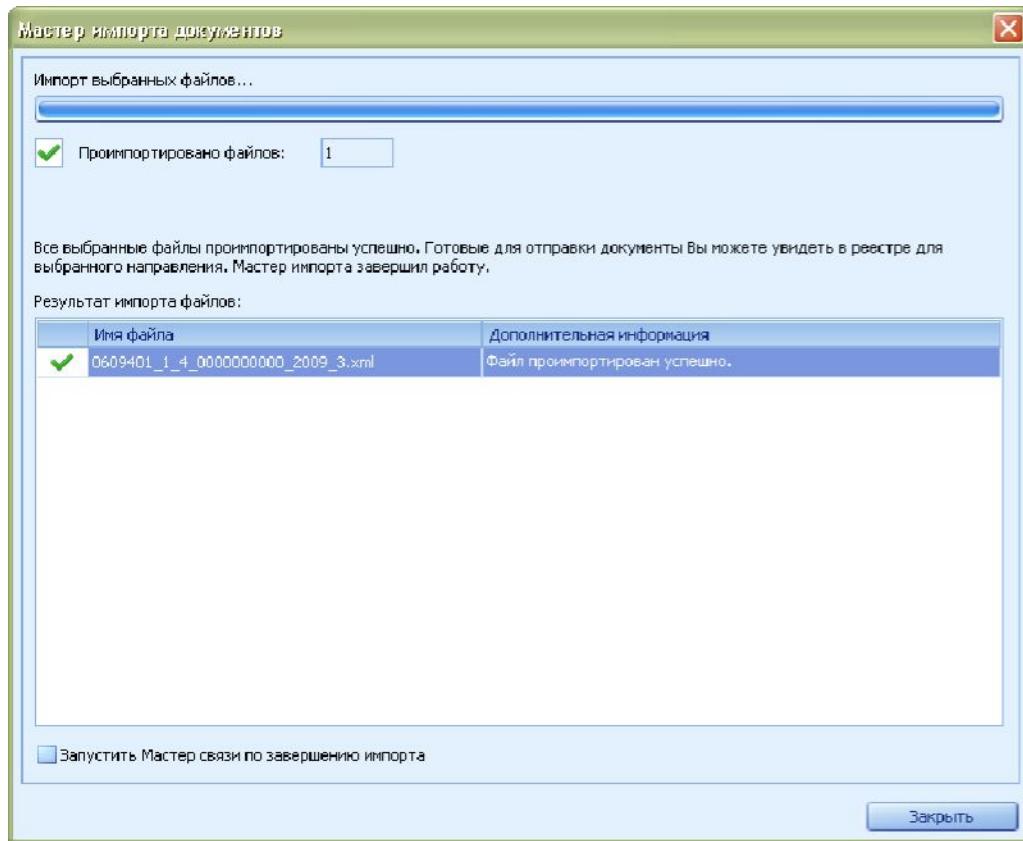 Мастер импорта документов
Импорт выбранных файлов...
Проимпортировано файлов: 1
Все выбранные файлы проимпортированы успешно. Готовые для отправки документы Вы можете увидеть в реестре для
выбранного направления. Мастер импорта завершил работу.
Результат импорта файлов:
Имя файла Дополнительная информация
0609401_1_4_0000000000_2009_3.xml Файл проимпортирован успешно.
Запустить Мастер связи по завершению импорта
Закрыть